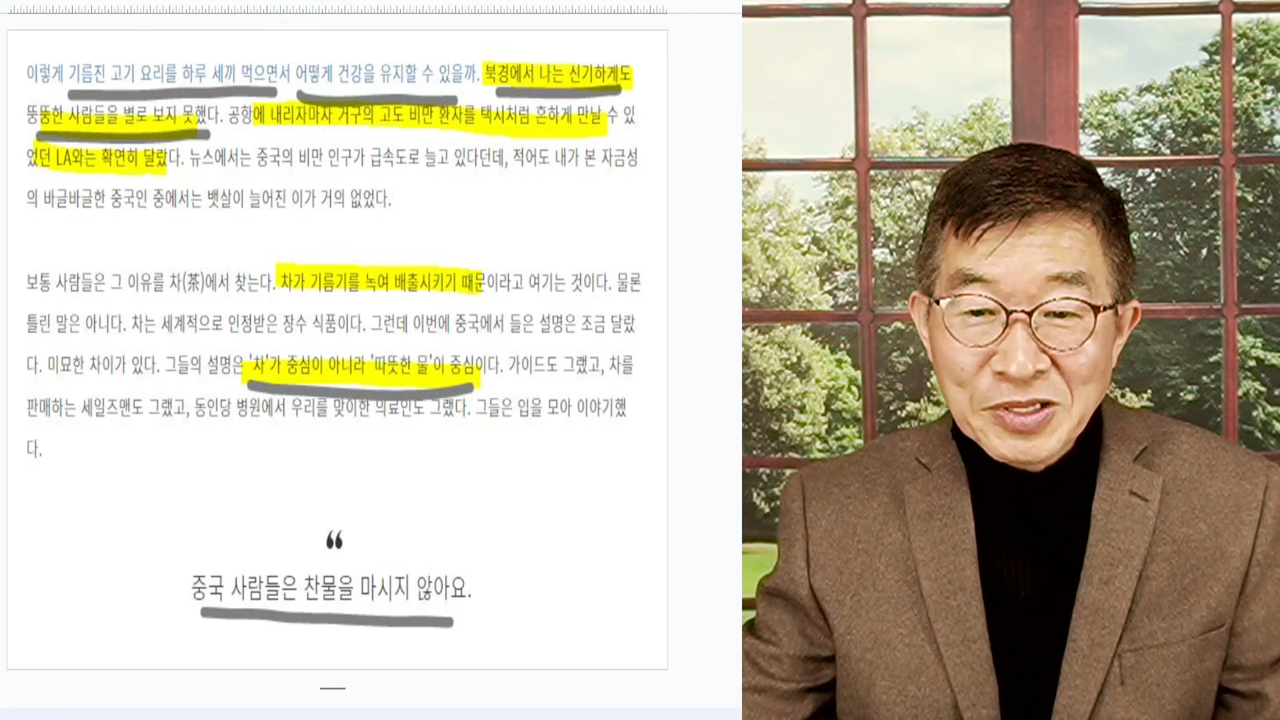 이렇게 기름진 고기 요리를 하루 세끼 먹으면서 어떻게 건강을 유지할 수 있을까. 북경에서 나는 신기하게도
뚱뚱한 사람들을 별로 보지 못했다. 공항에 내리자마자 거구의 고도 비만 환자를 택시처럼 흔하게 만날 수 있
었던 LA와는 확연히 달랐다. 뉴스에서는 중국의 비만 인구가 급속도로 늘고 있다던데, 적어도 내가 본 자금성
의 바글바글한 중국인 중에서는 뱃살이 늘어진 이가 거의 없었다.
보통 사람들은 그 이유를 차(茶)에서 찾는다. 차가 기름기를 녹여 배출시키기 때문이라고 여기는 것이다. 물론
틀린 말은 아니다. 차는 세계적으로 인정받은 장수 식품이다. 그런데 이번에 중국에서 들은 설명은 조금 달랐
다. 미묘한 차이가 있다. 그들의 설명은 '차'가 중심이 아니라 '따뜻한 물'이 중심이다. 가이드도 그랬고, 차를
판매하는 세일즈맨도 그랬고, 동인당 병원에서 우리를 맞이한 의료인도 그랬다. 그들은 입을 모아 이야기했
다.
“
중국 사람들은 찬물을 마시지 않아요.